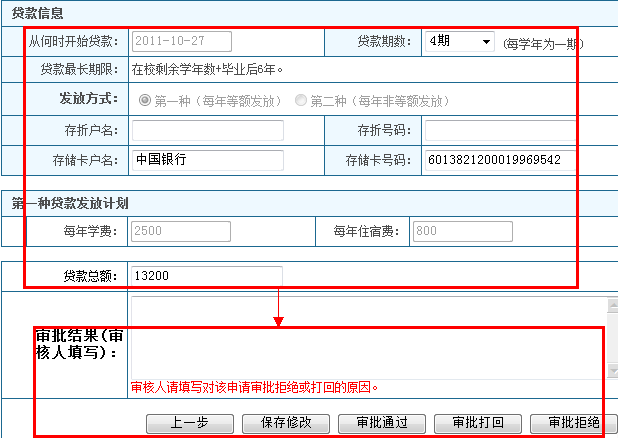 贷款信息
从何时开始贷款： 2011-10-27 贷款期数： 4期 (每学年为一期)
贷款最长期限： 在校剩余学年数+毕业后6年。
发放方式： 第一种（每年等额发放） 第二种（每年非等额发放）
存折户名： 存折号码：
存储卡户名： 中国银行 存储卡号码： 6013821200019969542
第一种贷款发放计划
每年学费： 2500 每年住宿费： 800
贷款总额： 13200
审批结果(审
核人填写)：
审核人请填写对该申请审批拒绝或打回的原因。
上一步 保存修改 审批通过 审批打回 审批拒绝